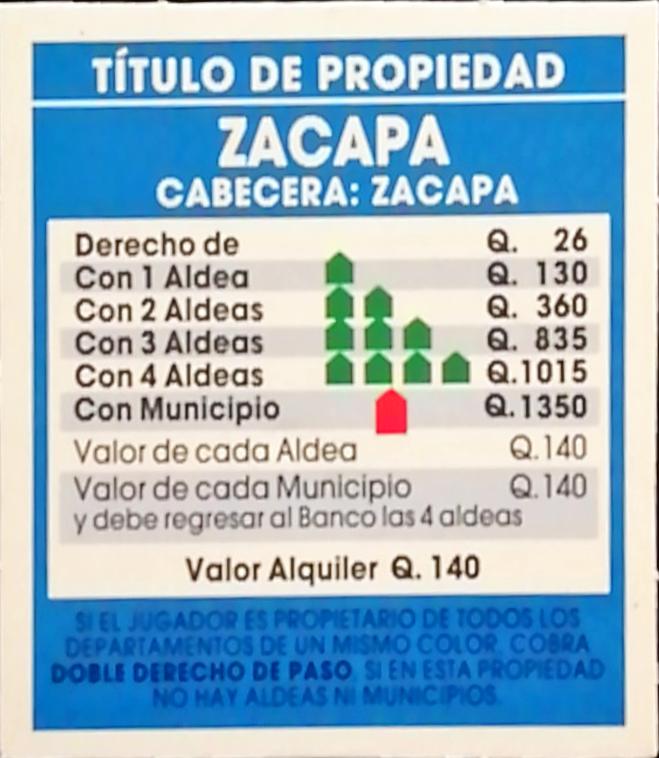 TÍTULO DE PROPIEDAD
ZACAPA
CABECERA: ZACAPA
Derecho de Q. 26
Con 1 Aldea Q. 130
Con 2 Aldeas Q. 360
Con 3 Aldeas Q. 835
Con 4 Aldeas Q.1015
Con Municipio Q.1350
Valor de cada Aldea Q.140
Valor de cada Municipio Q.140
y debe regresar al Banco las 4 aldeas
Valor Alquiler Q. 140
SI EL JUGADOR ES PROPIETARIO DE TODOS LOS
DEPARTAMENTOS DE UN MISMO COLOR, COBRA
DOBLE DERECHO DE PASO, SI EN ESTA PROPIEDAD
NO HAY ALDEAS NI MUNICIPIOS.